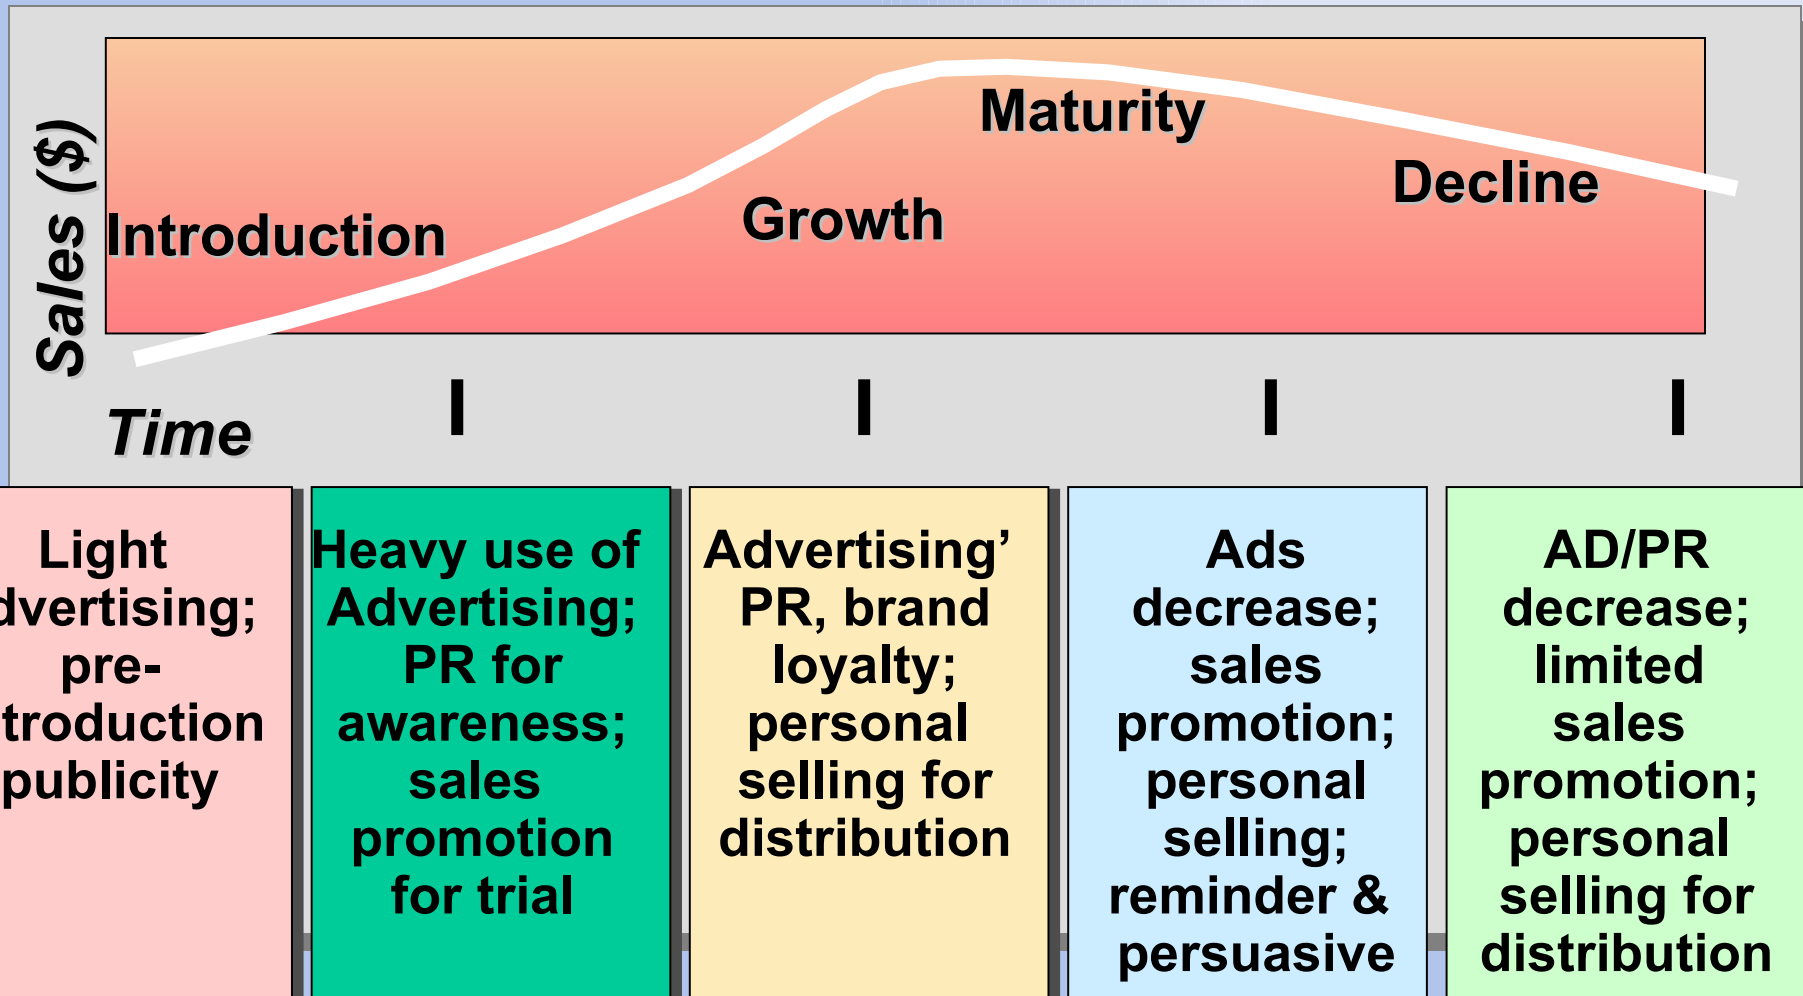 Sales ($)
Introduction
Growth
Maturity
Decline
Time
Light
dvertising;
pre-
troduction
publicity
Heavy use of
Advertising;
PR for
awareness;
sales
promotion
for trial
Advertising’
PR, brand
loyalty;
personal
selling for
distribution
Ads
decrease;
sales
promotion;
personal
selling;
reminder &
persuasive
AD/PR
decrease;
limited
sales
promotion;
personal
selling for
distribution